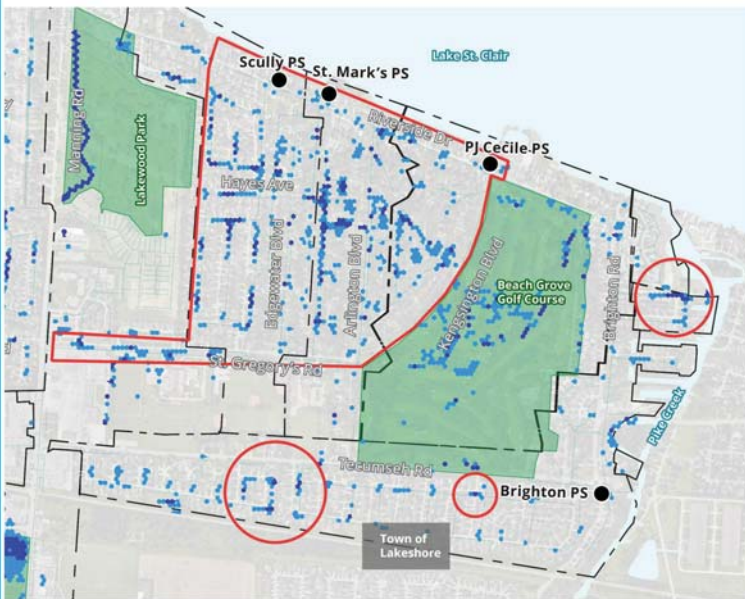 Lake St. Clair
Scully PS
St. Mark's PS
Riverside Dr
PJ Cecile PS
Manning Rd
Lakewood Park
Hayes Ave
Edgewater Blvd
Arlington Blvd
Kengsington Blvd
Beach Grove
Golf Course
Brighton Rd
St. Gregory's Rd
Pike Creek
Tecumseh Rd
Brighton PS
Town of
Lakeshore